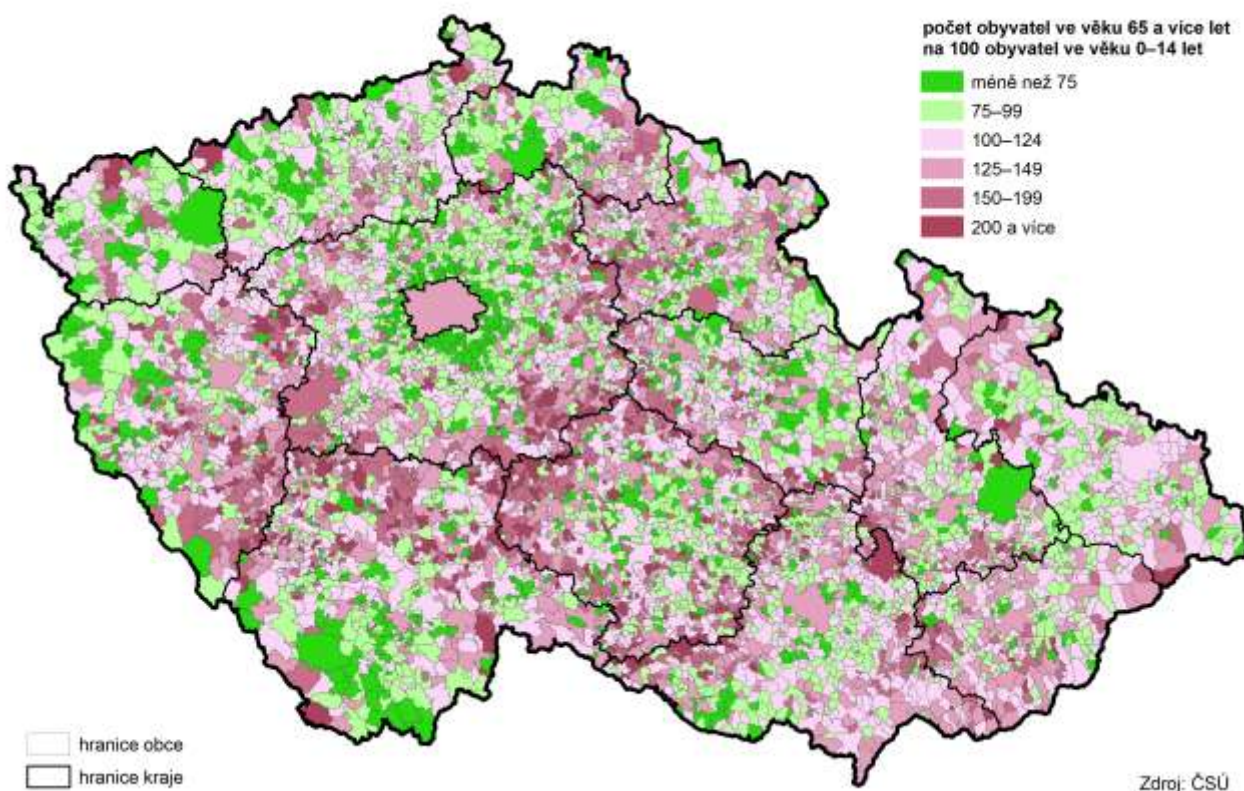 počet obyvatel ve věku 65 a více let
na 100 obyvatel ve věku 0–14 let
méně než 75
75–99
100–124
125–149
150–199
200 a více
hranice obce
hranice kraje
Zdroj: ČSÚ